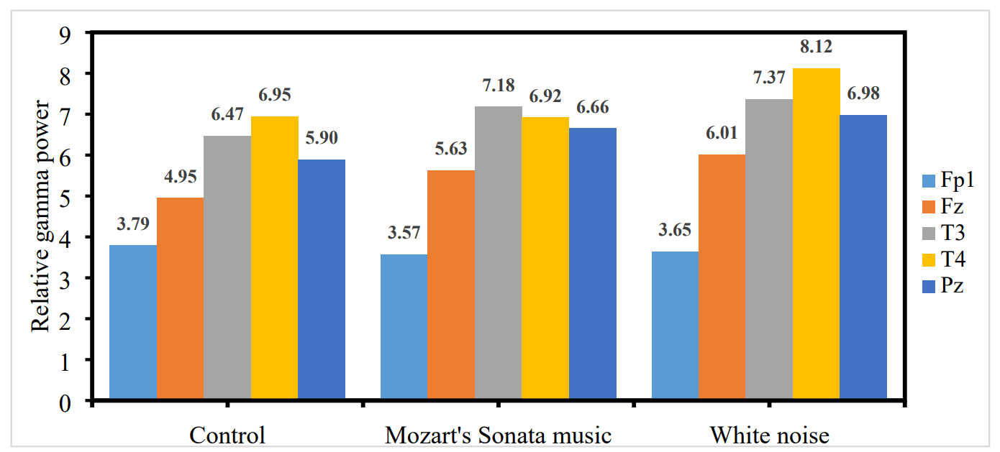 Relative gamma power
9
8
7
6
5
4
3
2
1
0
3.79
4.95
6.47
6.95
5.90
3.57
5.63
7.18
6.92
6.66
3.65
6.01
7.37
8.12
6.98
Control
Mozart's Sonata music
White noise
Fp1
Fz
T3
T4
Pz